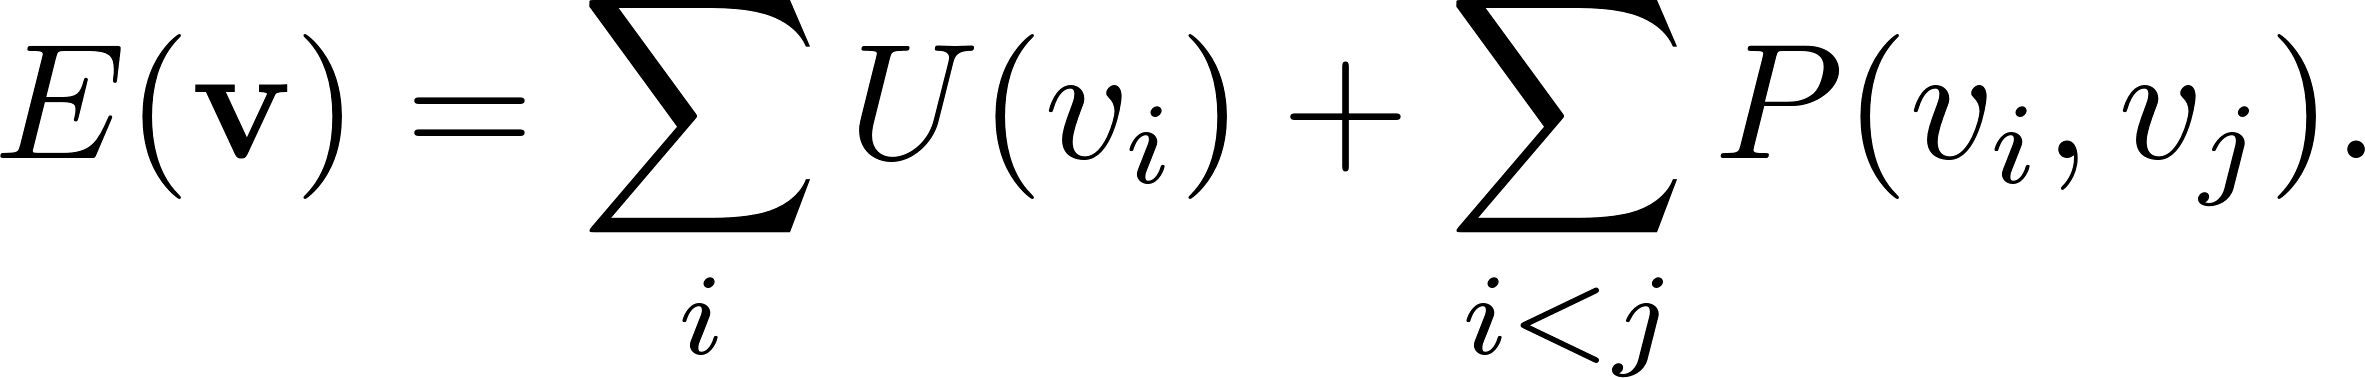 E(𝐯) = ∑_i U(v_i) + ∑_{i<j} P(v_i, v_j).